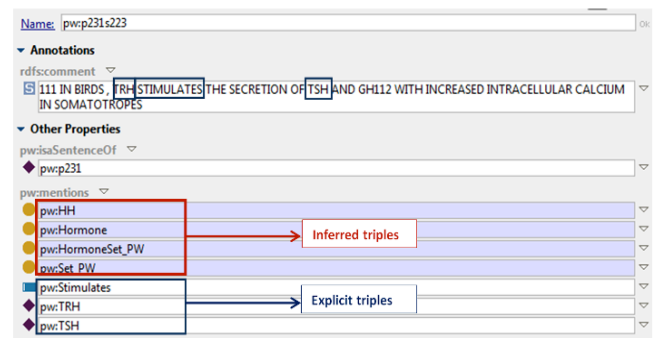 Name: pw:p231s223 Ok
Annotations
rdfs:comment
S 111 IN BIRDS , TRH STIMULATES THE SECRETION OF TSH AND GH112 WITH INCREASED INTRACELLULAR CALCIUM
IN SOMATOTROPES
Other Properties
pw:isaSentenceOf
pw:p231
pw:mentions
pw:HH
pw:Hormone Inferred triples
pw:HormoneSet_PW
pw:Set_PW
pw:Stimulates
pw:TRH Explicit triples
pw:TSH